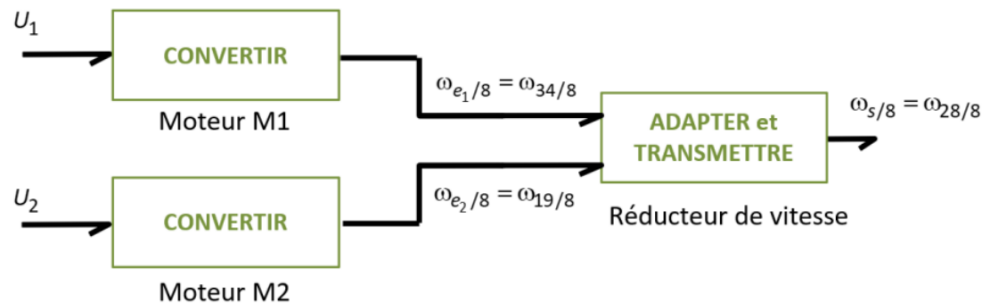 U1
CONVERTIR
Moteur M1
ωe1/8 = ω34/8
ADAPTER et
TRANSMETTRE
ωs/8 = ω28/8
U2
CONVERTIR
ωe2/8 = ω19/8
Réducteur de vitesse
Moteur M2